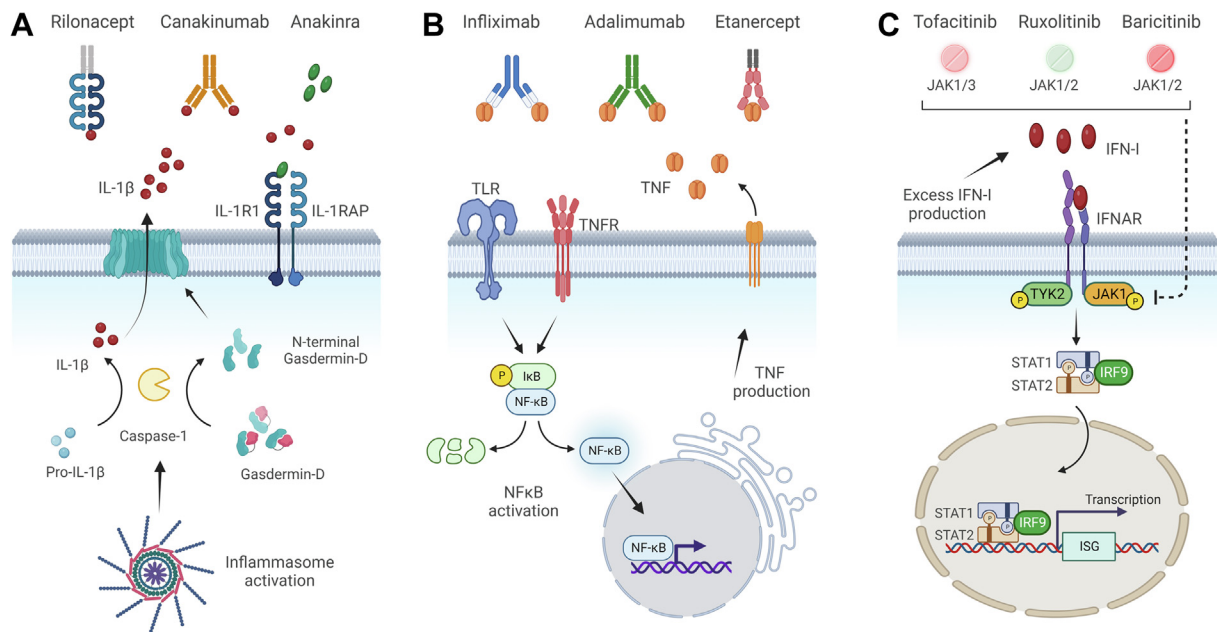 A
Rilonacept
Canakinumab
Anakinra
IL-1β
IL-1R1
IL-1RAP
IL-1β
N-terminal
Gasdermin-D
Caspase-1
Pro-IL-1β
Gasdermin-D
Inflammasome
activation
B
Infliximab
Adalimumab
Etanercept
TLR
TNFR
TNF
P
IκB
NF-κB
NF-κB
TNF
production
NFκB
activation
NF-κB
C
Tofacitinib
Ruxolitinib
Baricitinib
JAK1/3
JAK1/2
JAK1/2
IFN-I
Excess IFN-I
production
IFNAR
P
TYK2
JAK1
P
STAT1
STAT2
P
P
IRF9
Transcription
STAT1
STAT2
P
P
IRF9
ISG